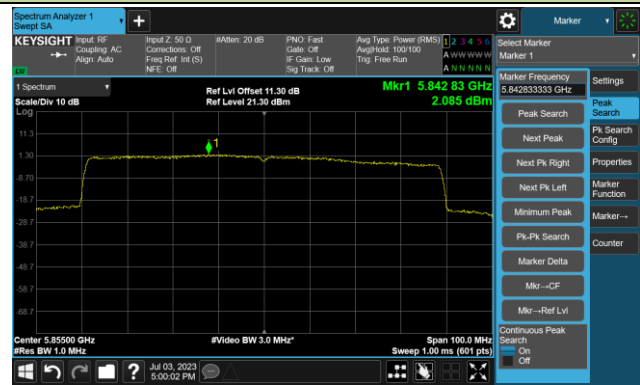 Spectrum Analyzer 1
Swept SA
Marker
KEYSIGHT
Input: RF
Coupling: AC
Align: Auto
Input Z: 50 Ω
Corrections: Off
Freq Ref: Int (S)
NFE: Off
#Atten: 20 dB
PNO: Fast
Gate: Off
IF Gain: Low
Sig Track: Off
Avg Type: Power (RMS)
Avg|Hold: 100/100
Trig: Free Run
1 2 3 4 5 6
A W W W W W
A N N N N N
LW
Select Marker
Marker 1
1 Spectrum
Scale/Div 10 dB
Log
Ref Lvl Offset 11.30 dB
Ref Level 21.30 dBm
Mkr1 5.842 83 GHz
2.085 dBm
11.3
1.30
-8.70
-18.7
-28.7
-38.7
-48.7
-58.7
-68.7
1
Center 5.85500 GHz
#Res BW 1.0 MHz
#Video BW 3.0 MHz*
Span 100.0 MHz
Sweep 1.00 ms (601 pts)
Marker Frequency
5.842833333 GHz
Peak Search
Next Peak
Next Pk Right
Next Pk Left
Minimum Peak
Pk-Pk Search
Marker Delta
Mkr→CF
Mkr→Ref Lvl
Continuous Peak
Search
On
Off
Settings
Peak
Search
Pk Search
Config
Properties
Marker
Function
Marker→
Counter
?
Jul 03, 2023
5:00:02 PM